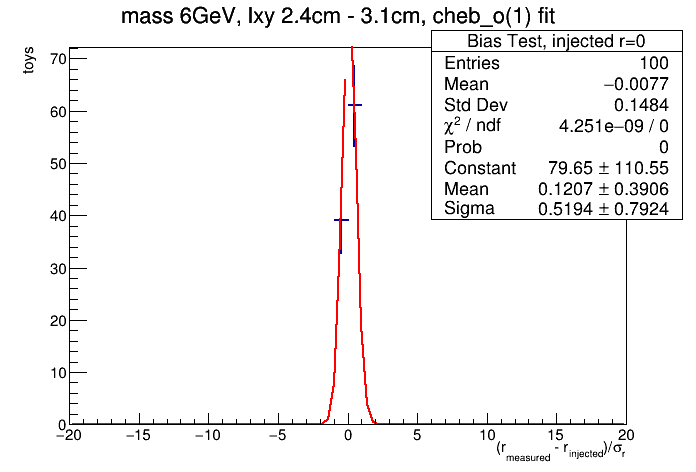 mass 6GeV, lxy 2.4cm - 3.1cm, cheb_o(1) fit
Bias Test, injected r=0
Entries 100
Mean −0.0077
Std Dev 0.1484
χ² / ndf 4.251e−09 / 0
Prob 0
Constant 79.65 ± 110.55
Mean 0.1207 ± 0.3906
Sigma 0.5194 ± 0.7924
toys
70
60
50
40
30
20
10
0
−20 −15 −10 −5 0 5 10 15 20
(r_measured - r_injected)/σ_r